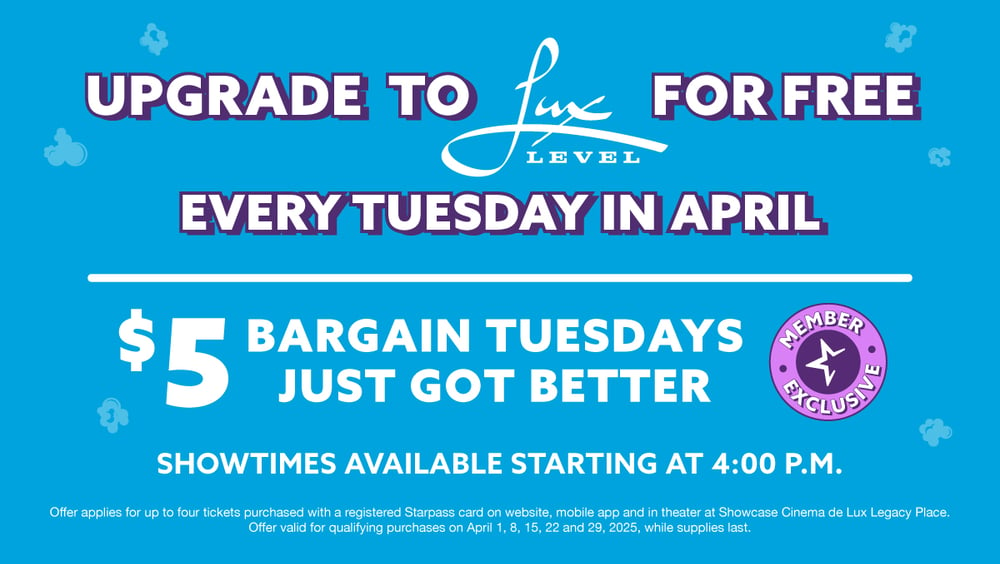 UPGRADE TO Lux LEVEL FOR FREE
EVERY TUESDAY IN APRIL
$5 BARGAIN TUESDAYS
JUST GOT BETTER
MEMBER EXCLUSIVE
SHOWTIMES AVAILABLE STARTING AT 4:00 P.M.
Offer applies for up to four tickets purchased with a registered Starpass card on website, mobile app and in theater at Showcase Cinema de Lux Legacy Place.
Offer valid for qualifying purchases on April 1, 8, 15, 22 and 29, 2025, while supplies last.